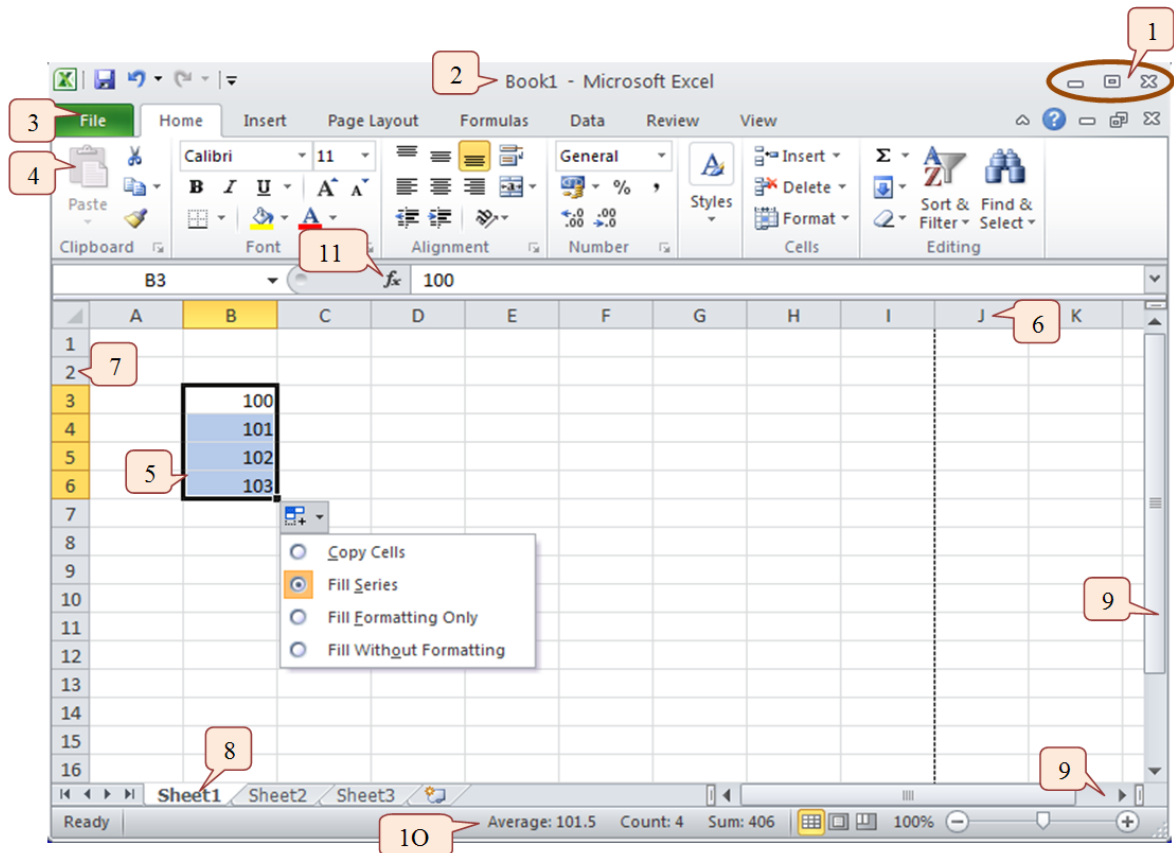 1
2
Book1 - Microsoft Excel
3
File Home Insert Page Layout Formulas Data Review View
4
Calibri 11 General Insert Σ
B I U A A % , Delete
Paste Styles Sort & Find &
A .00 .00 Format Filter Select
Clipboard Font Alignment Number Cells Editing
11
B3 fx 100
A B C D E F G H I J K
6
1
2
7
3 100
4 101
5 102
5
6 103
7
8 Copy Cells
9 Fill Series
10 Fill Formatting Only
9
11
12 Fill Without Formatting
13
14
15
8
16
9
Sheet1 Sheet2 Sheet3
Ready Average: 101.5 Count: 4 Sum: 406 100%
10